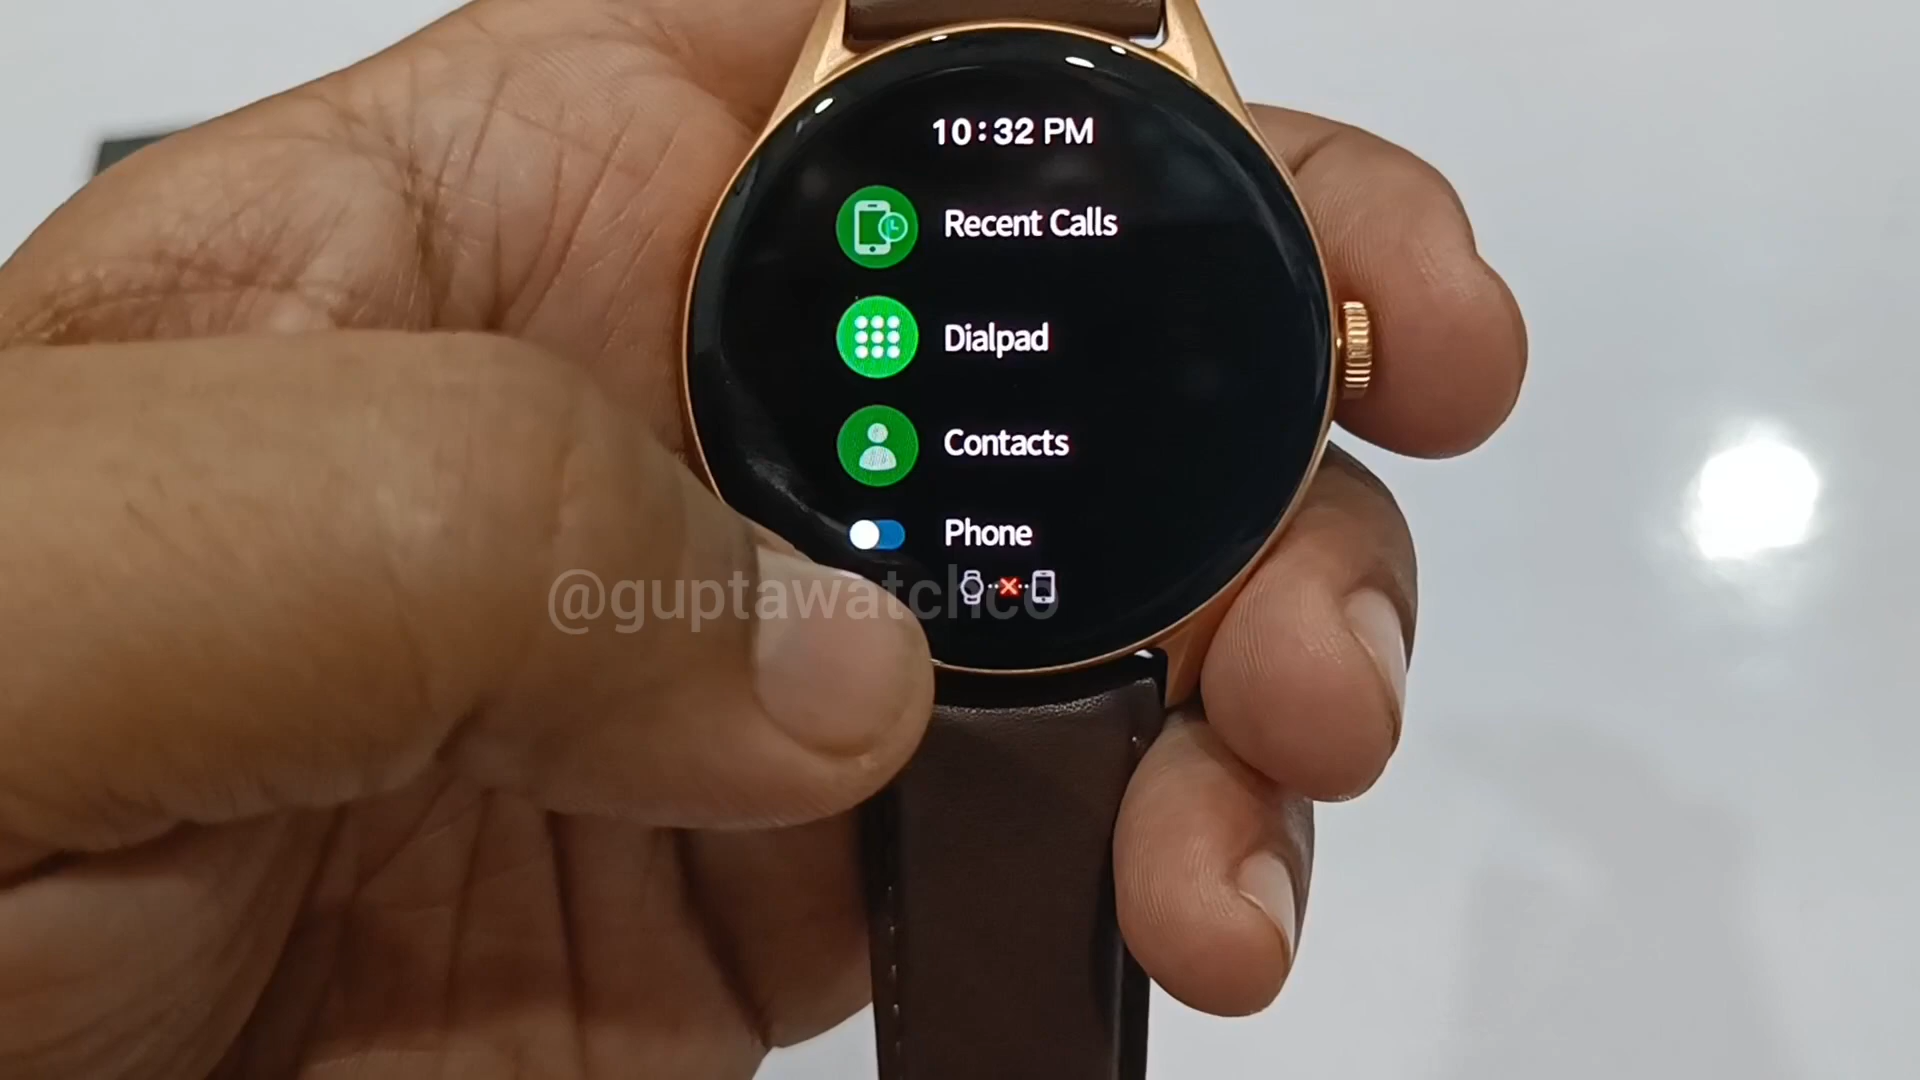 10:32 PM
Recent Calls
Dialpad
Contacts
Phone
@guptawatchco